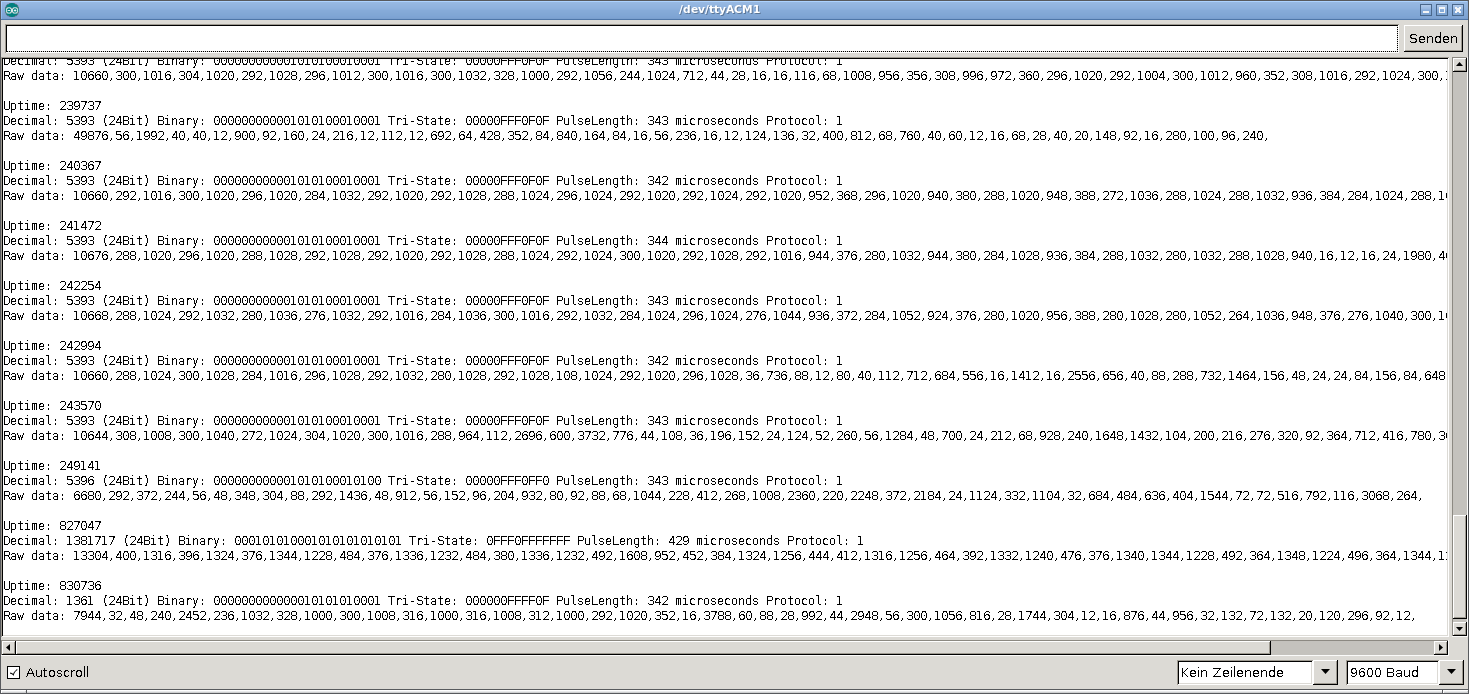 /dev/ttyACM1
Senden
Decimal: 5393 (24Bit) Binary: 000000000001010100010001 Tri-State: 00000FFF0F0F PulseLength: 343 microseconds Protocol: 1
Raw data: 10660,300,1016,304,1020,292,1028,296,1012,300,1016,300,1032,328,1000,292,1056,244,1024,712,44,28,16,16,116,68,1008,956,356,308,996,972,360,296,1020,292,1004,300,1012,960,352,308,1016,292,1024,300,
Uptime: 239737
Decimal: 5393 (24Bit) Binary: 000000000001010100010001 Tri-State: 00000FFF0F0F PulseLength: 343 microseconds Protocol: 1
Raw data: 49876,56,1992,40,40,12,900,92,160,24,216,12,112,12,692,64,428,352,84,840,164,84,16,56,236,16,12,124,136,32,400,812,68,760,40,60,12,16,68,28,40,20,148,92,16,280,100,96,240,
Uptime: 240367
Decimal: 5393 (24Bit) Binary: 000000000001010100010001 Tri-State: 00000FFF0F0F PulseLength: 342 microseconds Protocol: 1
Raw data: 10660,292,1016,300,1020,296,1020,284,1032,292,1020,292,1028,288,1024,296,1024,292,1020,292,1024,292,1020,952,368,296,1020,940,380,288,1020,948,388,272,1036,288,1024,288,1032,936,384,284,1024,288,
Uptime: 241472
Decimal: 5393 (24Bit) Binary: 000000000001010100010001 Tri-State: 00000FFF0F0F PulseLength: 344 microseconds Protocol: 1
Raw data: 10676,288,1020,296,1020,288,1028,292,1028,292,1020,292,1028,288,1024,292,1024,300,1020,292,1028,292,1016,944,376,280,1032,944,380,284,1028,936,384,288,1032,280,1032,288,1028,940,16,12,16,24,1980,
Uptime: 242254
Decimal: 5393 (24Bit) Binary: 000000000001010100010001 Tri-State: 00000FFF0F0F PulseLength: 343 microseconds Protocol: 1
Raw data: 10668,288,1024,292,1032,280,1036,276,1032,292,1016,284,1036,300,1016,292,1032,284,1024,296,1024,276,1044,936,372,284,1052,924,376,280,1020,956,388,280,1028,280,1052,264,1036,948,376,276,1040,300,
Uptime: 242994
Decimal: 5393 (24Bit) Binary: 000000000001010100010001 Tri-State: 00000FFF0F0F PulseLength: 342 microseconds Protocol: 1
Raw data: 10660,288,1024,300,1028,284,1016,296,1028,292,1032,280,1028,292,1028,108,1024,292,1020,296,1028,36,736,88,12,80,40,112,712,684,556,16,1412,16,2556,656,40,88,288,732,1464,156,48,24,24,84,156,84,648
Uptime: 243570
Decimal: 5393 (24Bit) Binary: 000000000001010100010001 Tri-State: 00000FFF0F0F PulseLength: 343 microseconds Protocol: 1
Raw data: 10644,308,1008,300,1040,272,1024,304,1020,300,1016,288,964,112,2696,600,3732,776,44,108,36,196,152,24,124,52,260,56,1284,48,700,24,212,68,928,240,1648,1432,104,200,216,276,320,92,364,712,416,780,
Uptime: 249141
Decimal: 5396 (24Bit) Binary: 000000000001010100010100 Tri-State: 00000FFF0FF0 PulseLength: 343 microseconds Protocol: 1
Raw data: 6680,292,372,244,56,48,348,304,88,292,1436,48,912,56,152,96,204,932,80,92,88,68,1044,228,412,268,1008,2360,220,2248,372,2184,24,1124,332,1104,32,684,484,636,404,1544,72,72,516,792,116,3068,264,
Uptime: 827047
Decimal: 1381717 (24Bit) Binary: 000101010001010101010101 Tri-State: 0FFF0FFFFFFF PulseLength: 429 microseconds Protocol: 1
Raw data: 13304,400,1316,396,1324,376,1344,1228,484,376,1336,1232,484,380,1336,1232,492,1608,952,452,384,1324,1256,444,412,1316,1256,464,392,1332,1240,476,376,1340,1344,1228,492,364,1348,1224,496,364,1344,
Uptime: 830736
Decimal: 1361 (24Bit) Binary: 000000000000010101010001 Tri-State: 000000FFFF0F PulseLength: 342 microseconds Protocol: 1
Raw data: 7944,32,48,240,2452,236,1032,328,1000,300,1008,316,1000,316,1008,312,1000,292,1020,352,16,3788,60,88,28,992,44,2948,56,300,1056,816,28,1744,304,12,16,876,44,956,32,132,72,132,20,120,296,92,12,
Autoscroll
Kein Zeilenende
9600 Baud